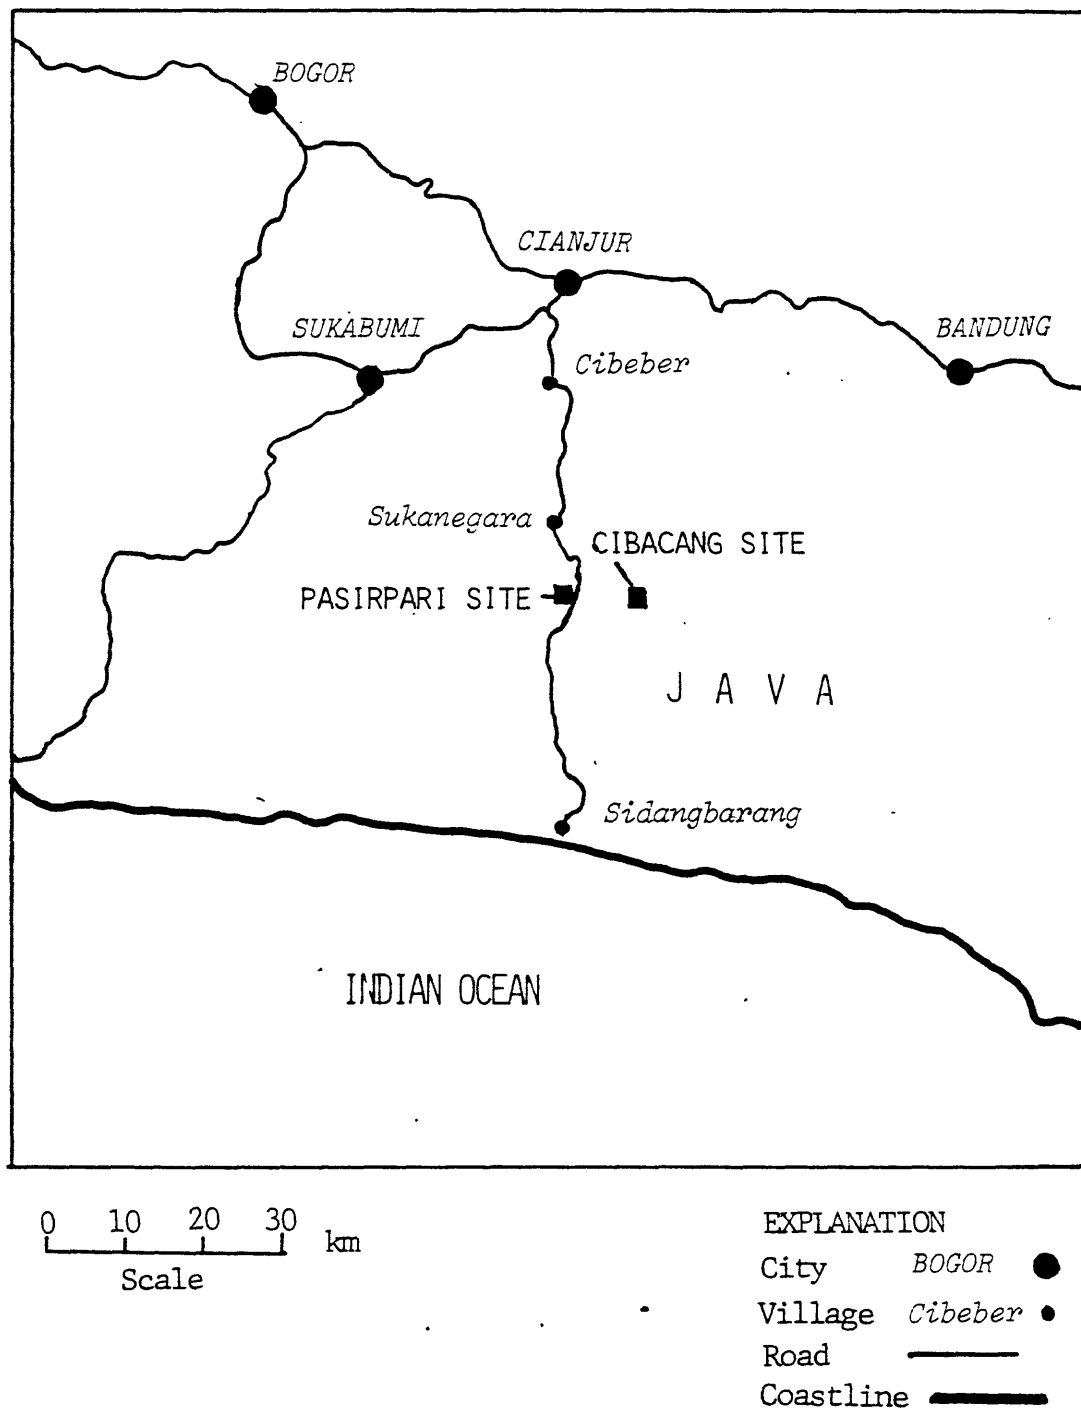 BOGOR
CIANJUR
SUKABUMI
BANDUNG
Cibeber
Sukanegara
CIBACANG SITE
PASIRPARI SITE
J A V A
Sidangbarang
INDIAN OCEAN
0 10 20 30 km
Scale
EXPLANATION
City BOGOR
Village Cibeber
Road
Coastline